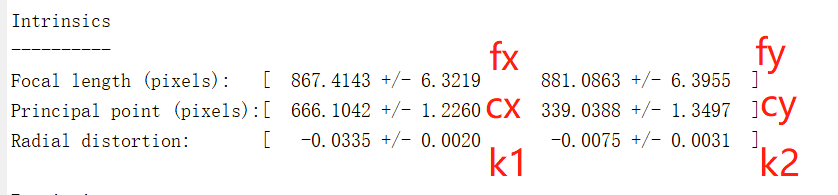 Intrinsics
----------
Focal length (pixels): [ 867.4143 +/- 6.3219 fx 881.0863 +/- 6.3955 ] fy
Principal point (pixels):[ 666.1042 +/- 1.2260 cx 339.0388 +/- 1.3497 ] cy
Radial distortion: [ -0.0335 +/- 0.0020 k1 -0.0075 +/- 0.0031 ] k2